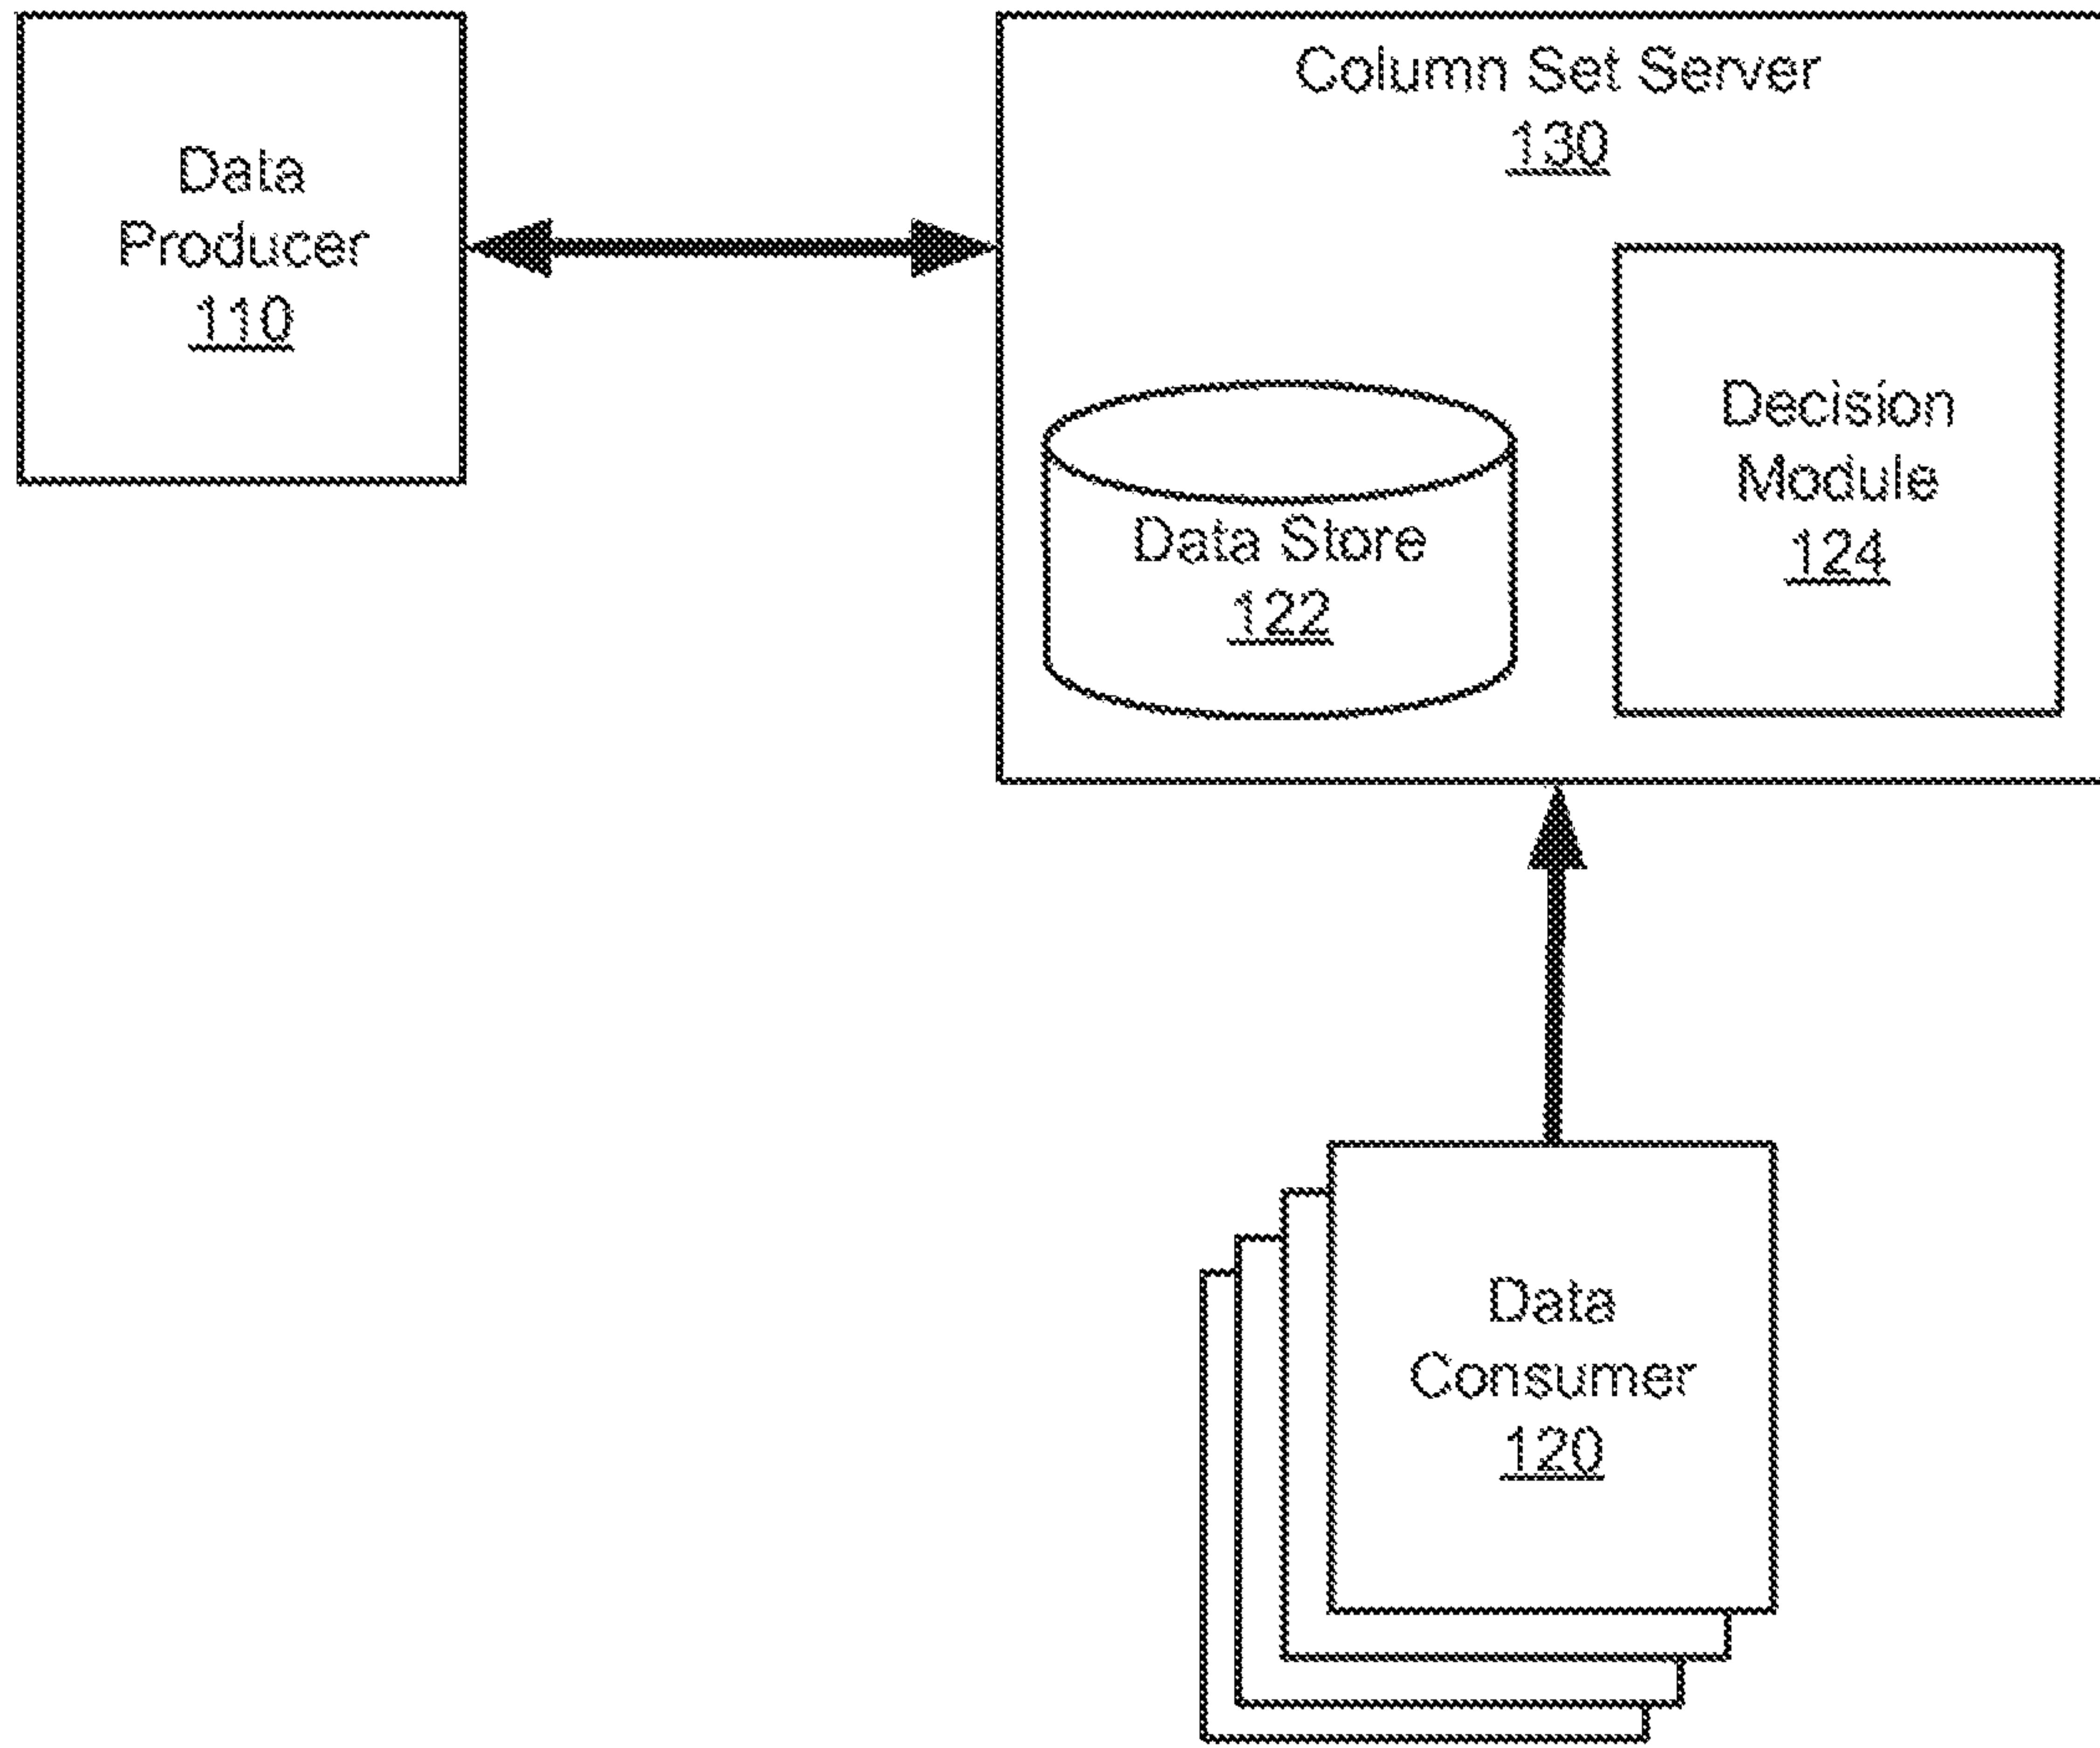 Data
Producer
110
Column Set Server
130
Data Store
122
Decision
Module
124
Data
Consumer
120